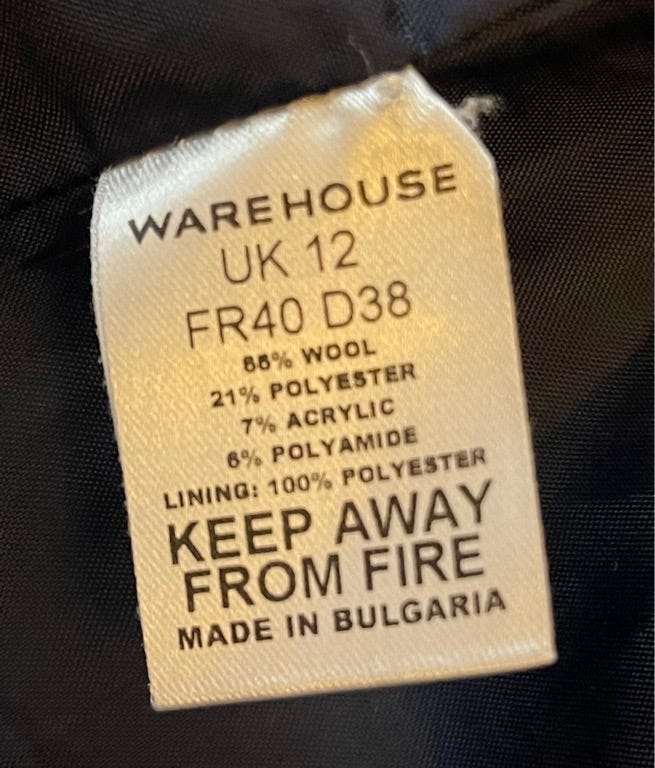 WAREHOUSE
UK 12
FR40 D38
66% WOOL
21% POLYESTER
7% ACRYLIC
6% POLYAMIDE
LINING: 100% POLYESTER
KEEP AWAY
FROM FIRE
MADE IN BULGARIA